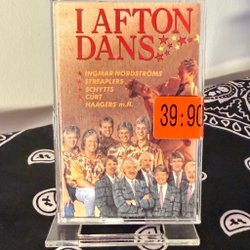 I AFTON
DANS
INGMAR NORDSTRÖMS
STREAPLERS
SCHYTTS
CURT
HAAGERS m.fl.
39:90